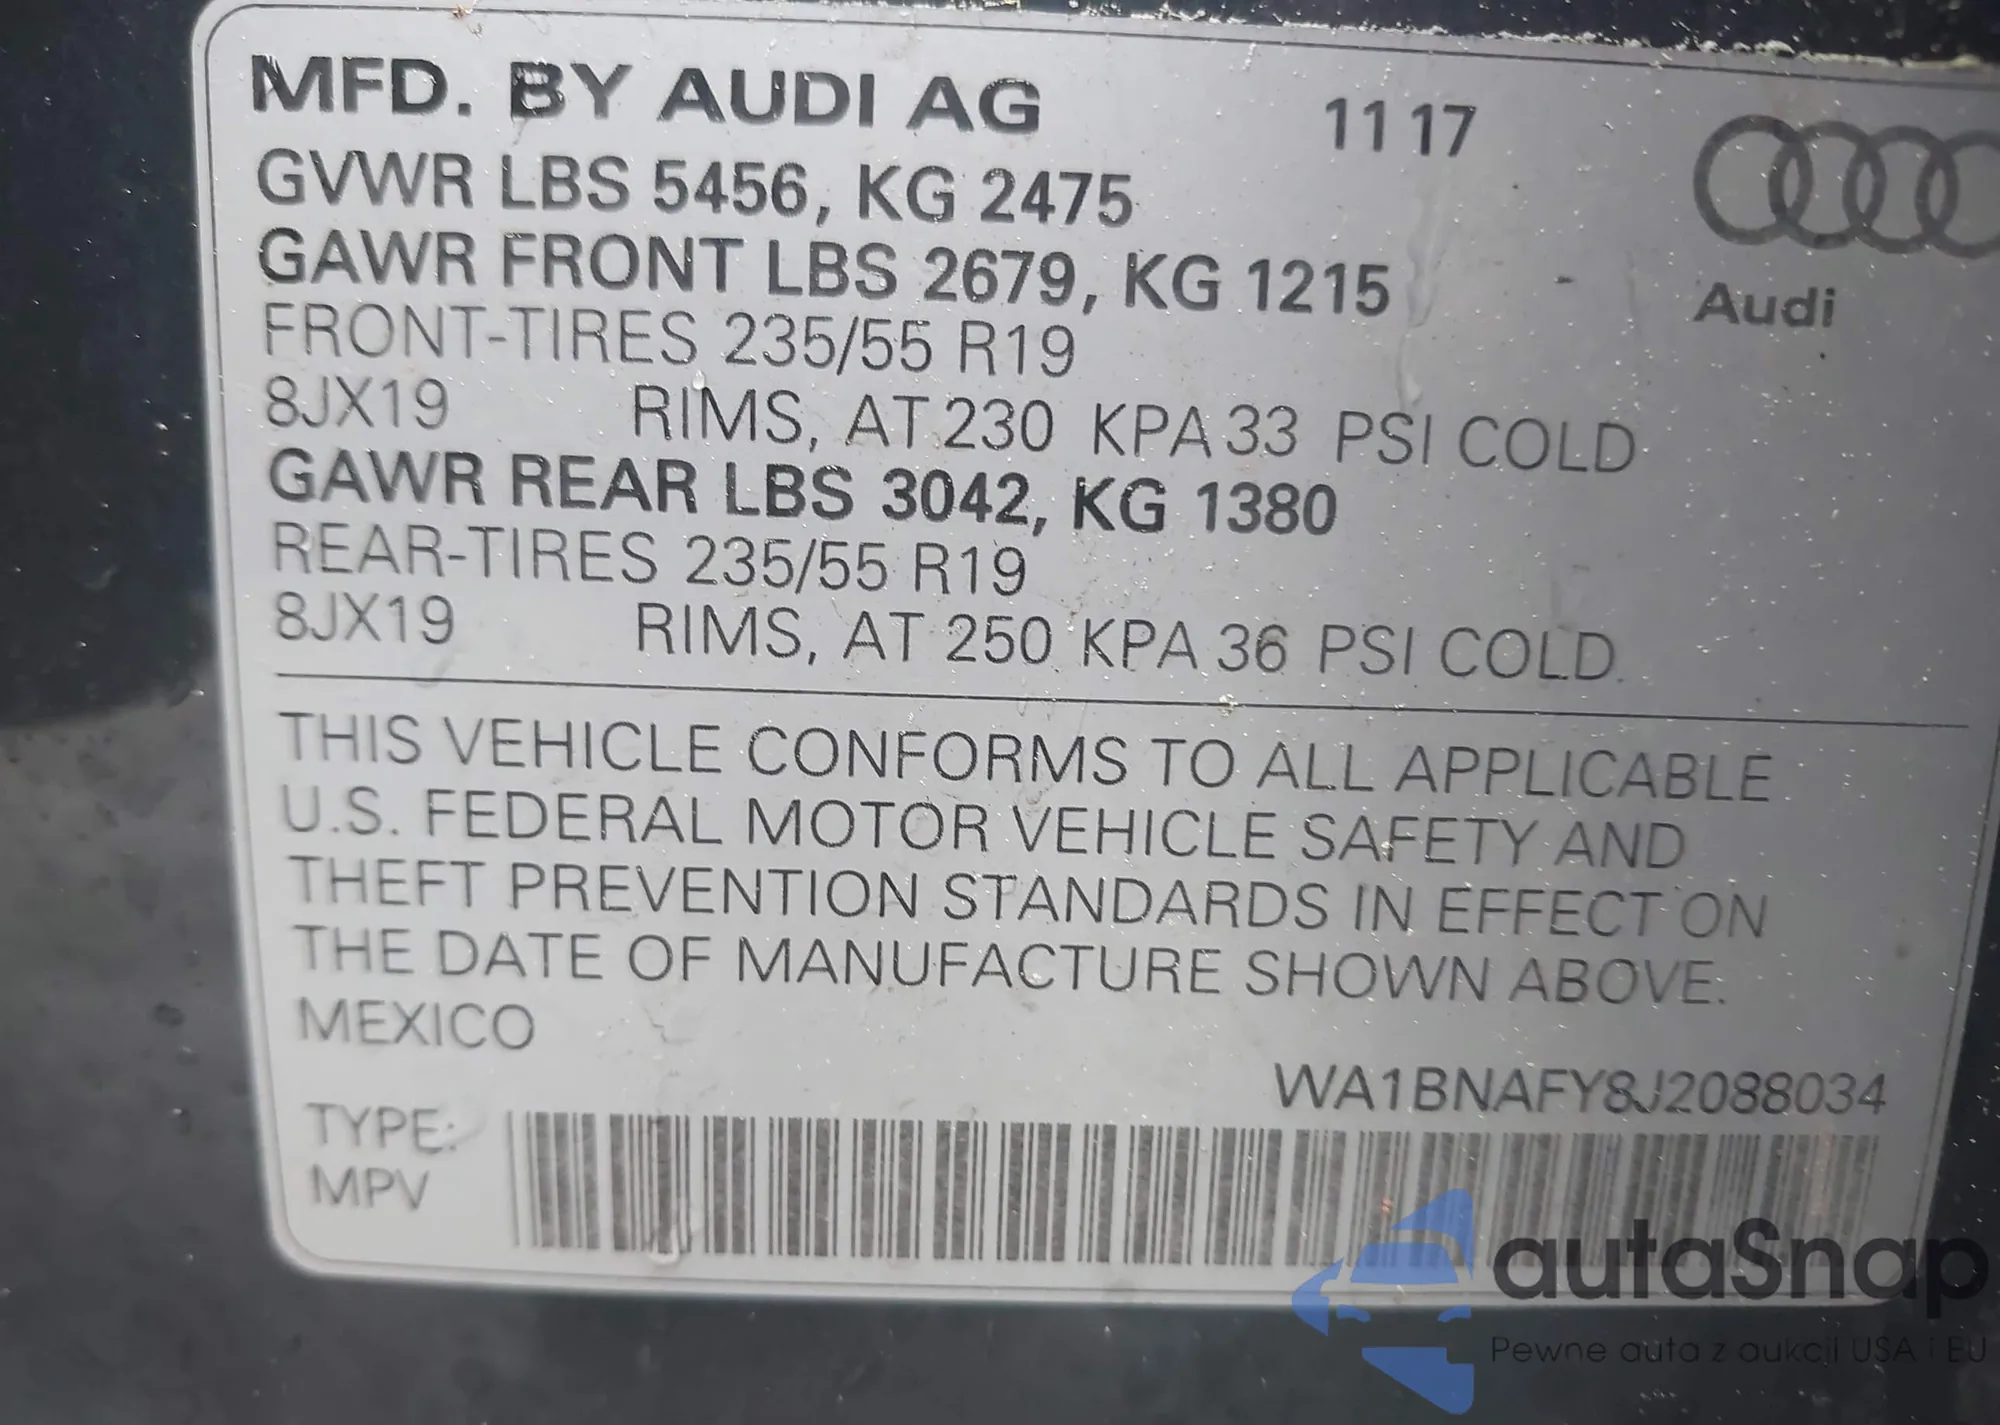 MFD. BY AUDI AG 11 17
GVWR LBS 5456, KG 2475
GAWR FRONT LBS 2679, KG 1215
Audi
FRONT-TIRES 235/55 R19
8JX19 RIMS, AT 230 KPA 33 PSI COLD
GAWR REAR LBS 3042, KG 1380
REAR-TIRES 235/55 R19
8JX19 RIMS, AT 250 KPA 36 PSI COLD
THIS VEHICLE CONFORMS TO ALL APPLICABLE
U.S. FEDERAL MOTOR VEHICLE SAFETY AND
THEFT PREVENTION STANDARDS IN EFFECT ON
THE DATE OF MANUFACTURE SHOWN ABOVE.
MEXICO
WA1BNAFY8J2088034
TYPE:
MPV
autaSnap
Pewne auta z aukcji USA i EU